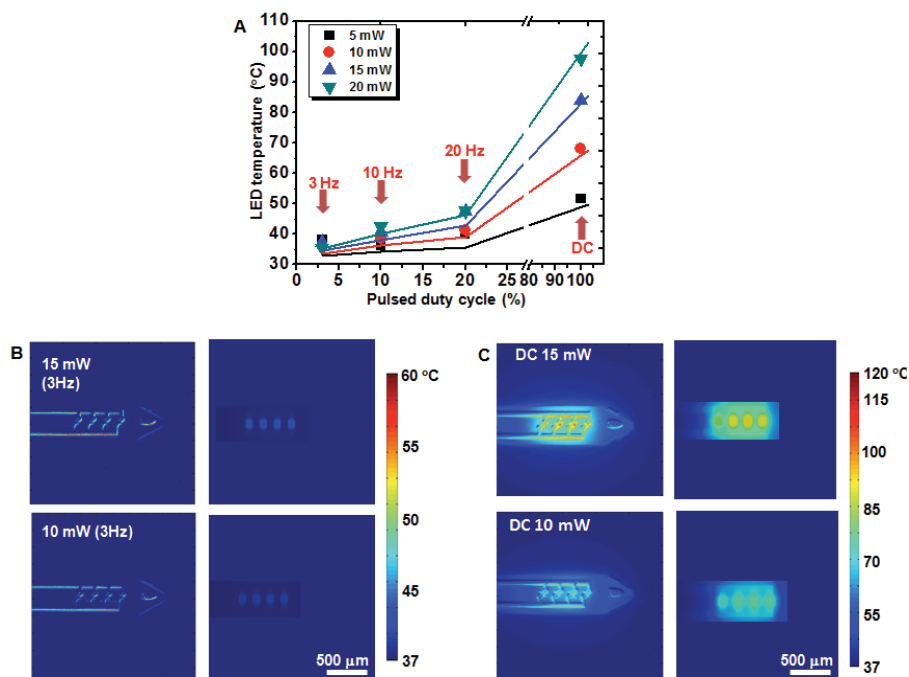 A
LED temperature (°C)
110
100
90
80
70
60
50
40
30
5 mW
10 mW
15 mW
20 mW
3 Hz
10 Hz
20 Hz
DC
0 5 10 15 20 25 80 90 100
Pulsed duty cycle (%)
B
15 mW
(3Hz)
10 mW (3Hz)
500 µm
60 °C
55
50
45
37
C
DC 15 mW
DC 10 mW
500 µm
120 °C
115
100
85
70
55
37